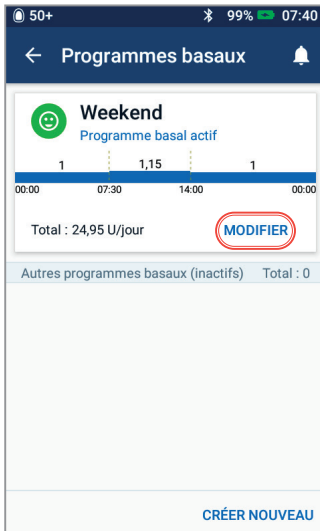 50+ 99% 07:40
Programmes basaux
Weekend
Programme basal actif
1 1,15 1
00:00 07:30 14:00 00:00
Total : 24,95 U/jour MODIFIER
Autres programmes basaux (inactifs) Total : 0
CRÉER NOUVEAU